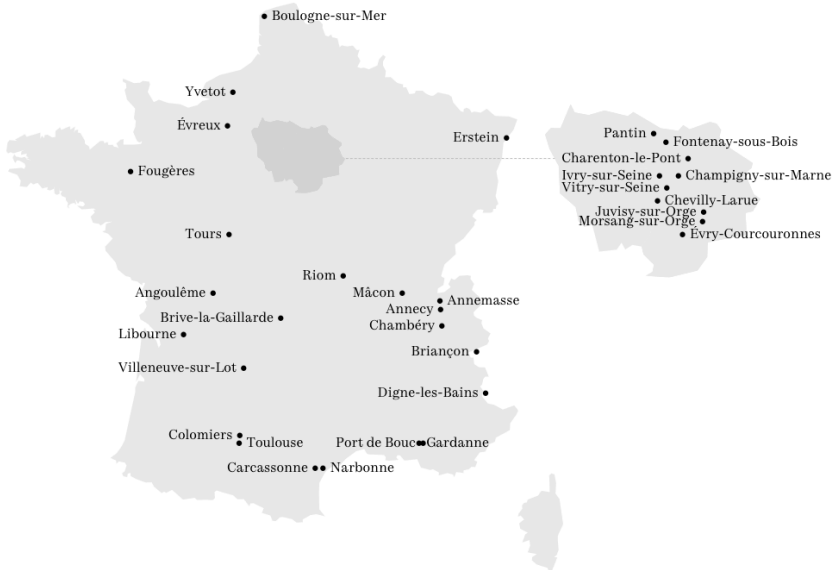 Boulogne-sur-Mer
Yvetot
Évreux
Erstein
Fougères
Tours
Riom
Angoulême
Mâcon
Annemasse
Annecy
Brive-la-Gaillarde
Chambéry
Libourne
Briançon
Villeneuve-sur-Lot
Digne-les-Bains
Colomiers
Toulouse
Port de Bouc
Gardanne
Carcassonne
Narbonne
Pantin
Fontenay-sous-Bois
Charenton-le-Pont
Ivry-sur-Seine
Champigny-sur-Marne
Vitry-sur-Seine
Chevilly-Larue
Juvisy-sur-Orge
Morsang-sur-Orge
Évry-Courcouronnes